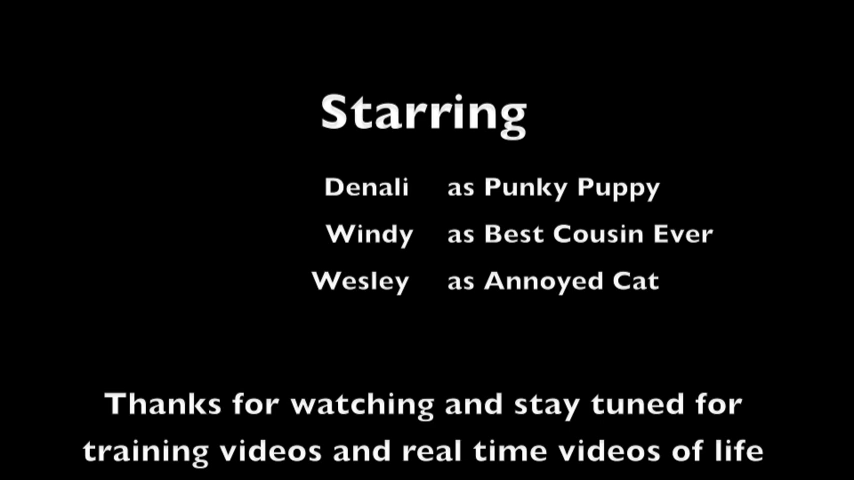 Starring
Denali as Punky Puppy
Windy as Best Cousin Ever
Wesley as Annoyed Cat
Thanks for watching and stay tuned for
training videos and real time videos of life